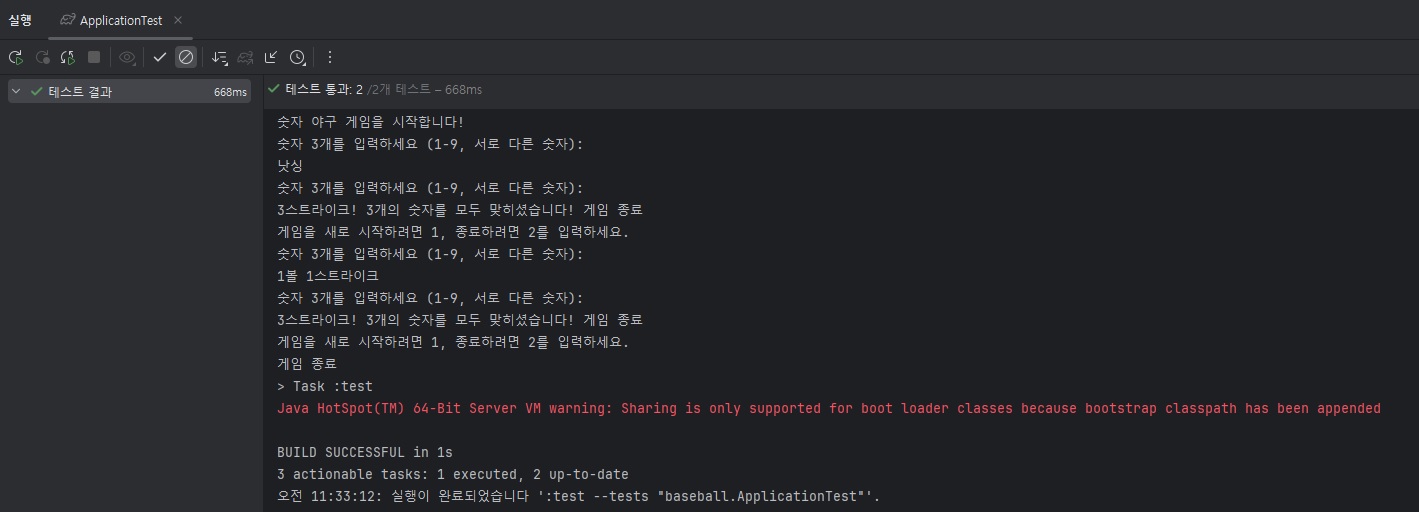 실행
ApplicationTest
테스트 결과 668ms
테스트 통과: 2 /2개 테스트 – 668ms
숫자 야구 게임을 시작합니다!
숫자 3개를 입력하세요 (1-9, 서로 다른 숫자):
낫싱
숫자 3개를 입력하세요 (1-9, 서로 다른 숫자):
3스트라이크! 3개의 숫자를 모두 맞히셨습니다! 게임 종료
게임을 새로 시작하려면 1, 종료하려면 2를 입력하세요.
숫자 3개를 입력하세요 (1-9, 서로 다른 숫자):
1볼 1스트라이크
숫자 3개를 입력하세요 (1-9, 서로 다른 숫자):
3스트라이크! 3개의 숫자를 모두 맞히셨습니다! 게임 종료
게임을 새로 시작하려면 1, 종료하려면 2를 입력하세요.
게임 종료
> Task :test
Java HotSpot(TM) 64-Bit Server VM warning: Sharing is only supported for boot loader classes because bootstrap classpath has been appended
BUILD SUCCESSFUL in 1s
3 actionable tasks: 1 executed, 2 up-to-date
오전 11:33:12: 실행이 완료되었습니다 ':test --tests "baseball.ApplicationTest"'.